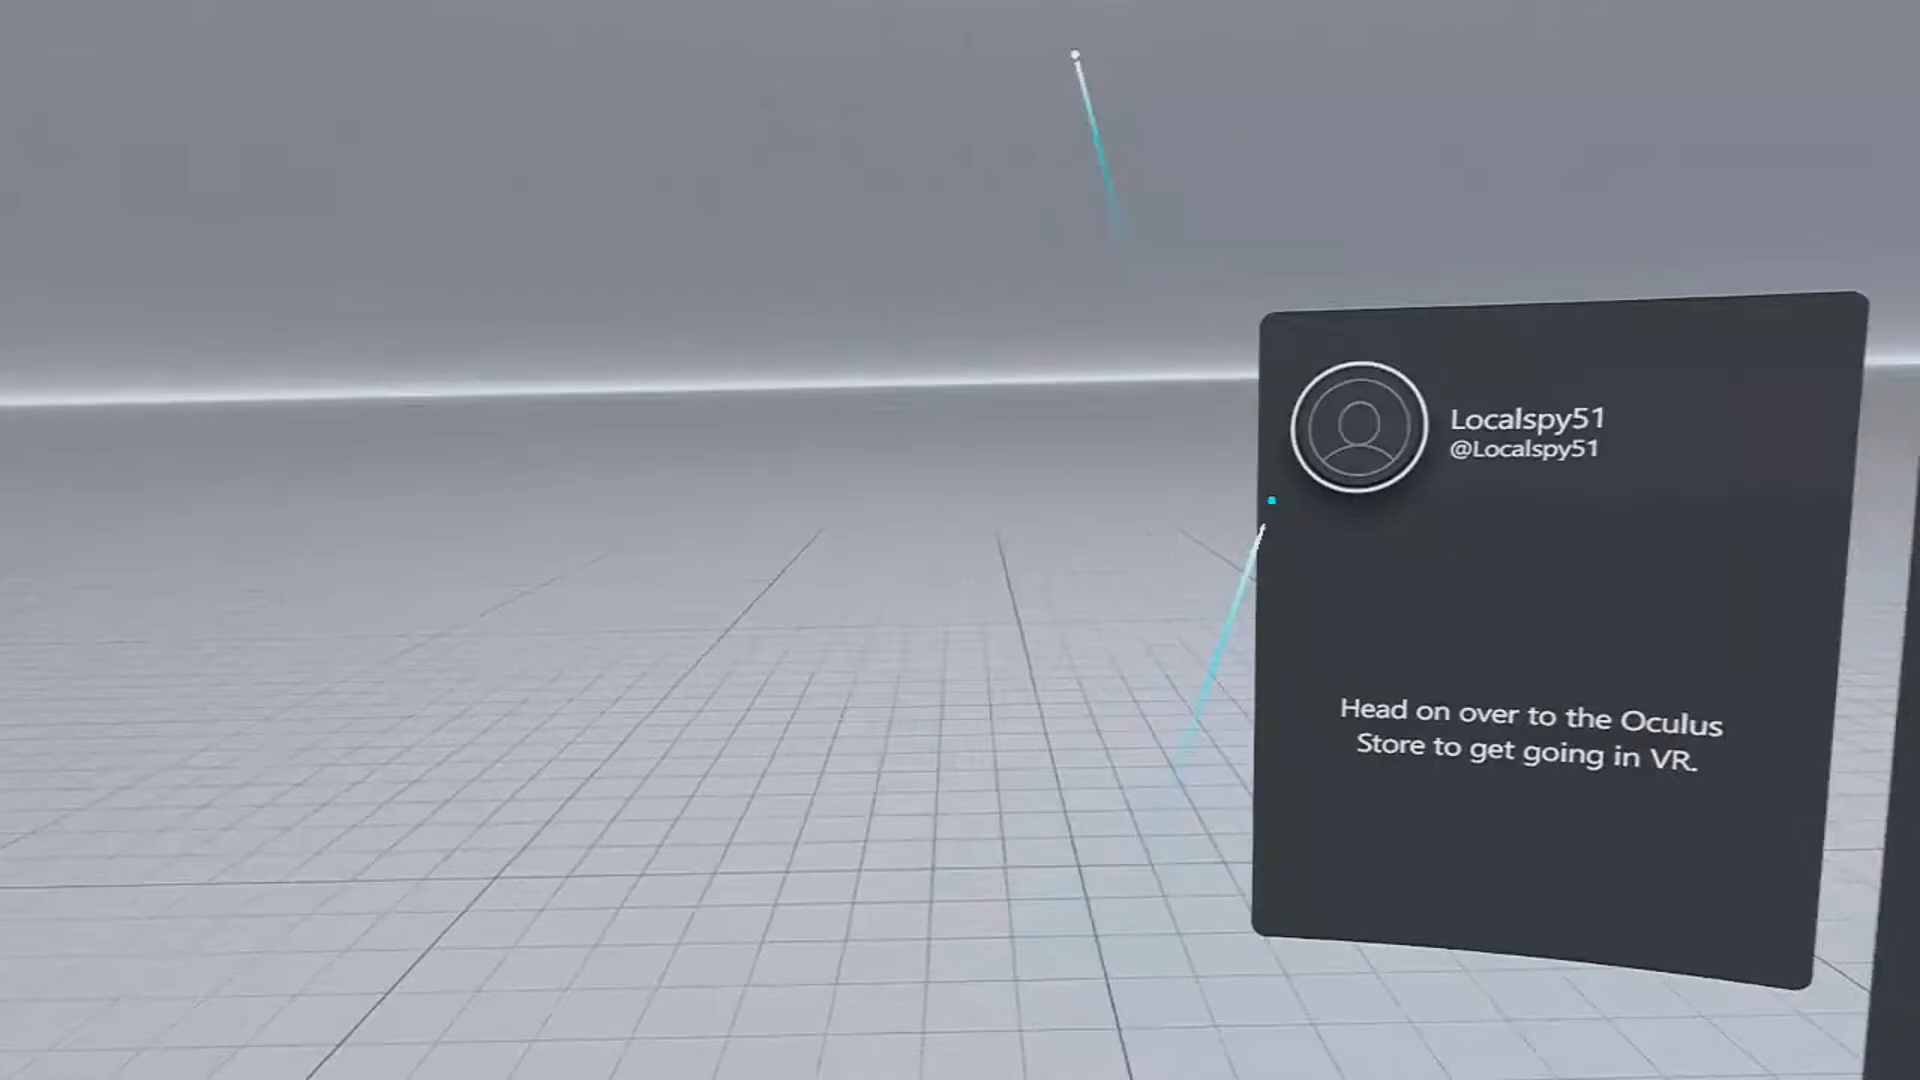 Localspy51
@Localspy51
Head on over to the Oculus
Store to get going in VR.